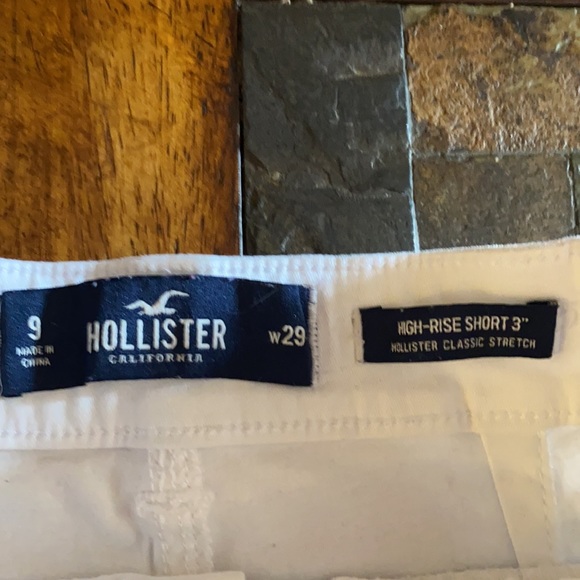 9
MADE IN
CHINA
HOLLISTER
CALIFORNIA
W29
HIGH-RISE SHORT 3"
HOLLISTER CLASSIC STRETCH